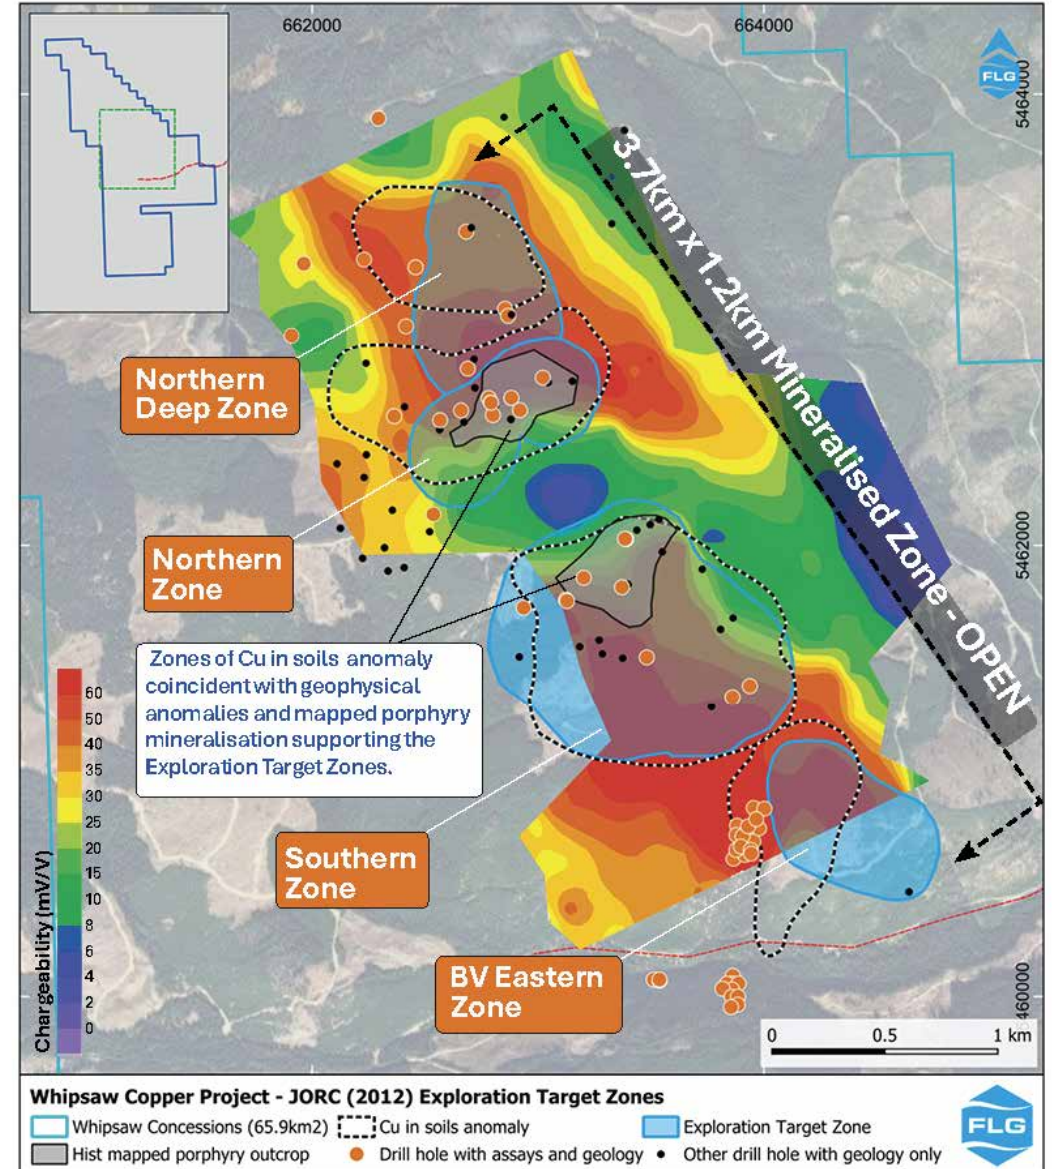 662000
664000
FLG
5464000
3.7km x 1.2km Mineralised Zone - OPEN
Northern
Deep Zone
Northern
Zone
5462000
Zones of Cu in soils anomaly
coincident with geophysical
anomalies and mapped porphyry
mineralisation supporting the
Exploration Target Zones.
Chargeability (mV/V)
60
50
40
35
30
25
20
15
10
8
6
4
2
0
Southern
Zone
BV Eastern
Zone
5460000
0 0.5 1 km
Whipsaw Copper Project - JORC (2012) Exploration Target Zones
Whipsaw Concessions (65.9km2) Cu in soils anomaly Exploration Target Zone
Hist mapped porphyry outcrop Drill hole with assays and geology Other drill hole with geology only
FLG